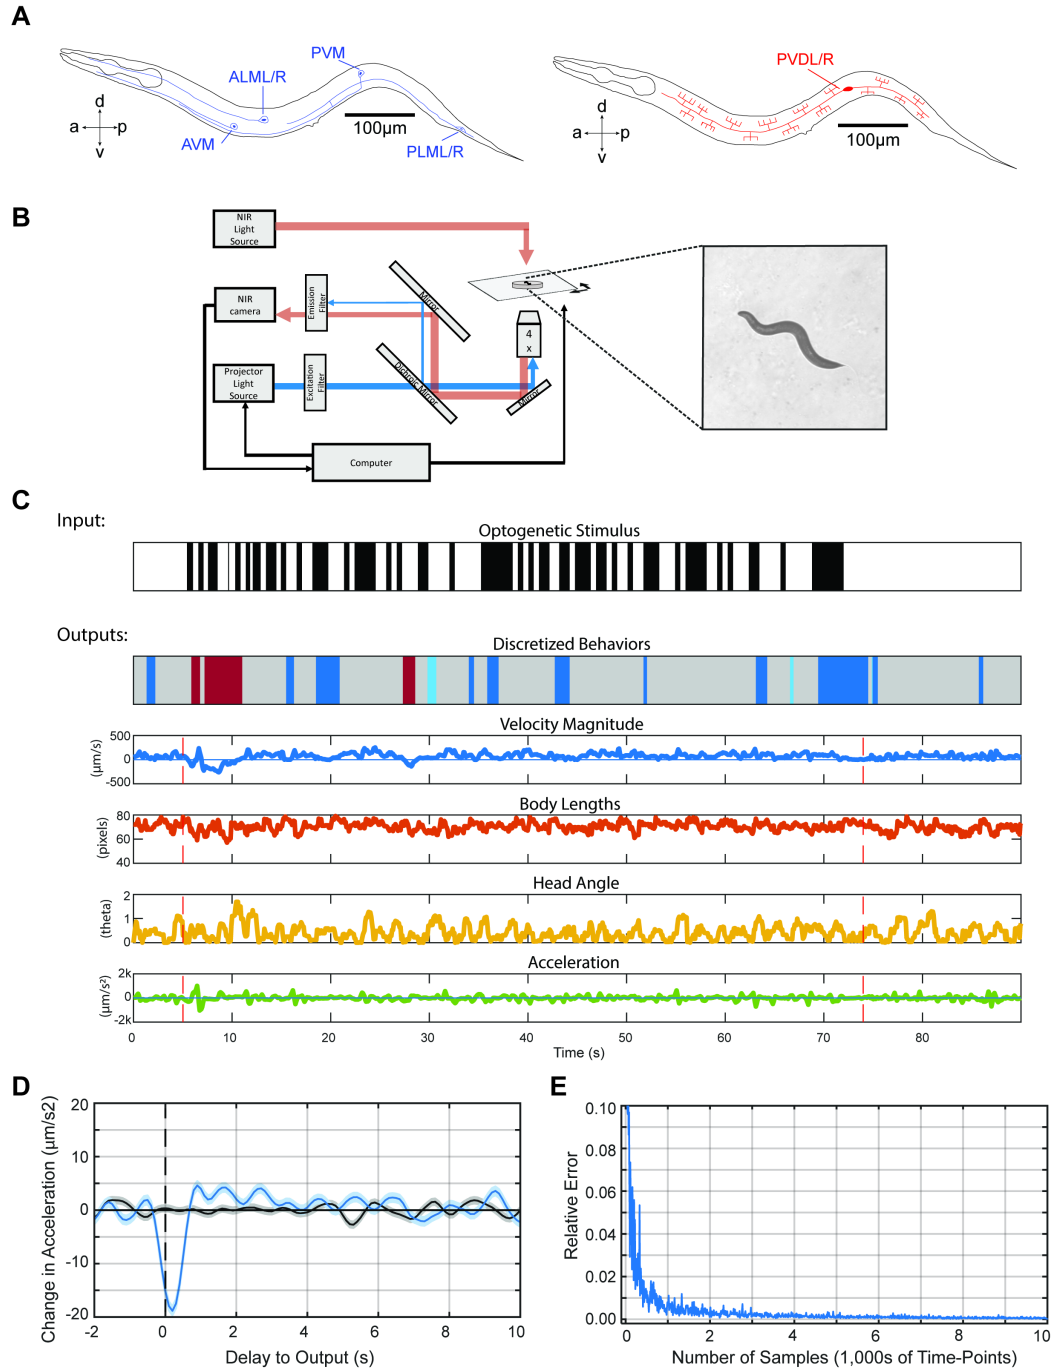 A
PVM
ALML/R
AVM
PLML/R
100μm
d
a
p
v
PVDL/R
100μm
d
a
p
v
B
NIR
Light
Source
NIR
camera
Emission
Filter
Mirror
4
x
Projector
Light
Source
Excitation
Filter
Dichroic Mirror
Mirror
Computer
C
Input:
Optogenetic Stimulus
Outputs:
Discretized Behaviors
Velocity Magnitude
(μm/s)
500
0
-500
Body Lengths
(pixels)
80
60
40
Head Angle
(theta)
2
1
0
Acceleration
(μm/s²)
2k
0
-2k
0 10 20 30 40 50 60 70 80
Time (s)
D
Change in Acceleration (μm/s2)
20
10
0
-10
-20
-2 0 2 4 6 8 10
Delay to Output (s)
E
Relative Error
0.10
0.08
0.06
0.04
0.02
0.00
0 2 4 6 8 10
Number of Samples (1,000s of Time-Points)